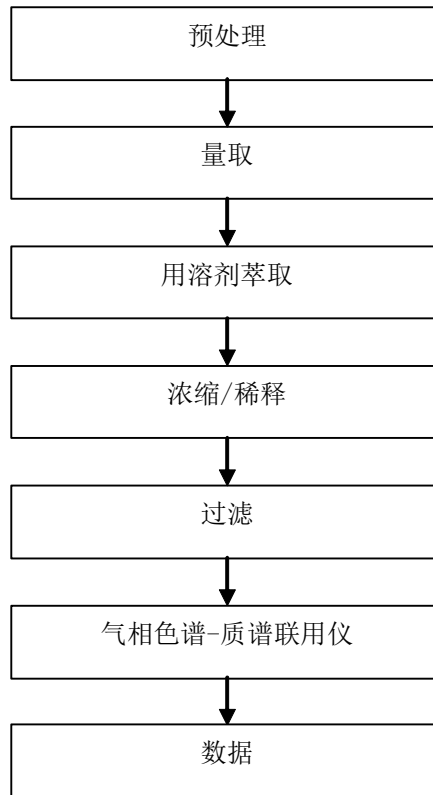 预处理
量取
用溶剂萃取
浓缩/稀释
过滤
气相色谱-质谱联用仪
数据